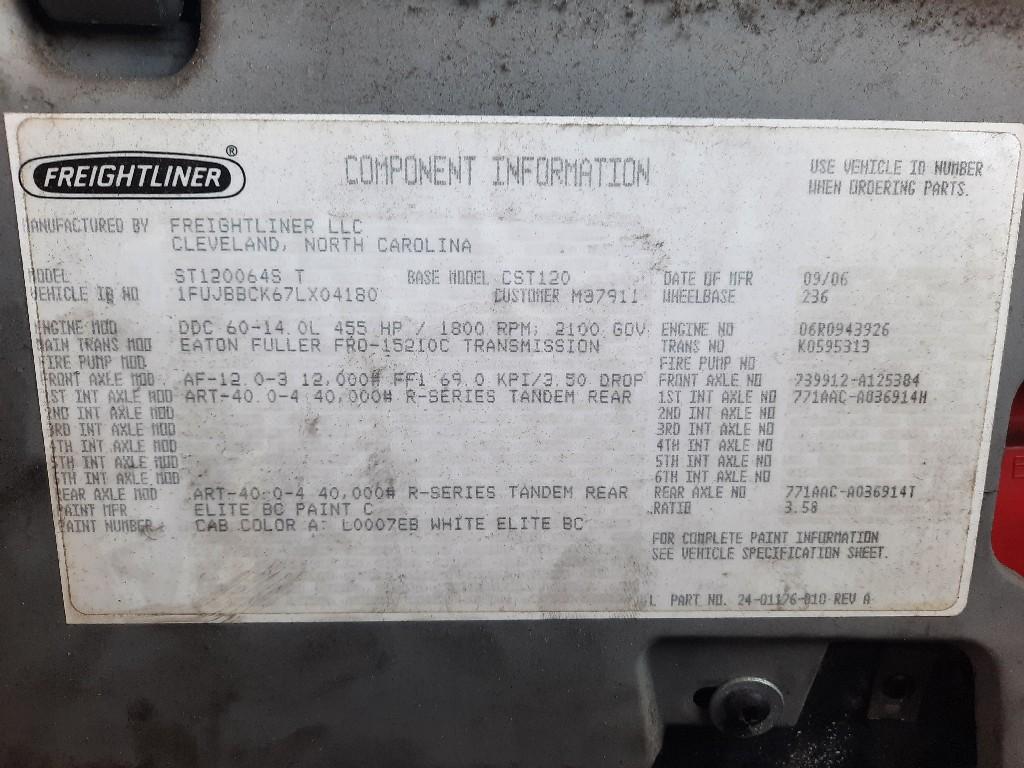 FREIGHTLINER®
COMPONENT INFORMATION
USE VEHICLE ID NUMBER
WHEN ORDERING PARTS.
MANUFACTURED BY FREIGHTLINER LLC
CLEVELAND, NORTH CAROLINA
MODEL ST120064S T BASE MODEL CST120 DATE OF MFR 09/06
VEHICLE ID NO 1FUJBBCK67LX04180 CUSTOMER M37911 WHEELBASE 236
ENGINE MOD DDC 60-14.0L 455 HP / 1800 RPM; 2100 GOV ENGINE NO 06R0943926
MAIN TRANS MOD EATON FULLER FRO-15210C TRANSMISSION TRANS NO K0595313
FIRE PUMP MOD FIRE PUMP NO
FRONT AXLE MOD AF-12.0-3 12,000# FF1 69.0 KPI/3.50 DROP FRONT AXLE NO 739912-A125384
1ST INT AXLE MOD ART-40.0-4 40,000# R-SERIES TANDEM REAR 1ST INT AXLE NO 771AAC-A036914H
2ND INT AXLE MOD 2ND INT AXLE NO
3RD INT AXLE MOD 3RD INT AXLE NO
4TH INT AXLE MOD 4TH INT AXLE NO
5TH INT AXLE MOD 5TH INT AXLE NO
6TH INT AXLE MOD 6TH INT AXLE NO
REAR AXLE MOD ART-40.0-4 40,000# R-SERIES TANDEM REAR REAR AXLE NO 771AAC-A036914T
PAINT MFR ELITE BC PAINT C RATIO 3.58
PAINT NUMBER CAB COLOR A: L0007EB WHITE ELITE BC
FOR COMPLETE PAINT INFORMATION
SEE VEHICLE SPECIFICATION SHEET.
L PART NO. 24-01176-010 REV A